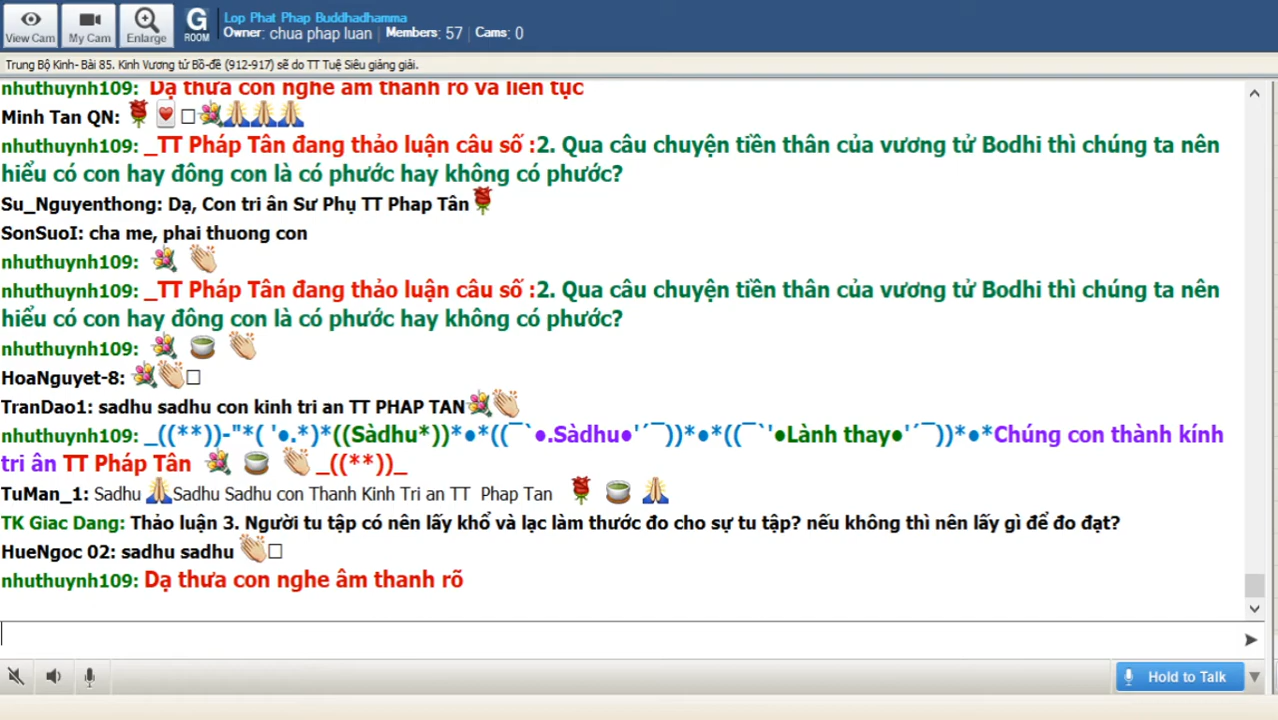 View Cam
My Cam
Enlarge
G
ROOM
Lop Phat Phap Buddhadhamma
Owner: chua phap luan Members: 57 Cams: 0
Trung Bộ Kinh- Bài 85. Kinh Vương tử Bồ-đề (912-917) sẽ do TT Tuệ Siêu giảng giải.
nhuthuynh109: Dạ thưa con nghe âm thanh rõ và liên tục
Minh Tan QN:
nhuthuynh109: _TT Pháp Tân đang thảo luận câu số :2. Qua câu chuyện tiền thân của vương tử Bodhi thì chúng ta nên
hiểu có con hay đông con là có phước hay không có phước?
Su_Nguyenthong: Dạ, Con tri ân Sư Phụ TT Phap Tân
SonSuoI: cha me, phai thuong con
nhuthuynh109:
nhuthuynh109: _TT Pháp Tân đang thảo luận câu số :2. Qua câu chuyện tiền thân của vương tử Bodhi thì chúng ta nên
hiểu có con hay đông con là có phước hay không có phước?
nhuthuynh109:
HoaNguyet-8:
TranDao1: sadhu sadhu con kinh tri an TT PHAP TAN
nhuthuynh109: _((**))-"*( '●.*)*((Sàdhu*))*●*((¯`●.Sàdhu●'´¯))*●*((¯`'●Lành thay●'´¯))*●*Chúng con thành kính
tri ân TT Pháp Tân _((**))_
TuMan_1: Sadhu Sadhu Sadhu con Thanh Kinh Tri an TT Phap Tan
TK Giac Dang: Thảo luận 3. Người tu tập có nên lấy khổ và lạc làm thước đo cho sự tu tập? nếu không thì nên lấy gì để đo đạt?
HueNgoc 02: sadhu sadhu
nhuthuynh109: Dạ thưa con nghe âm thanh rõ
Hold to Talk